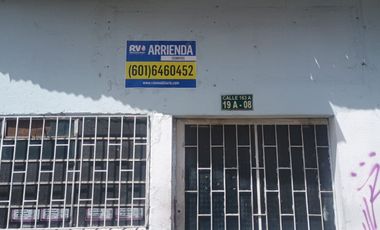 RV
ARRIENDA
(601)6460452
CALLE 163 A
19 A - 08